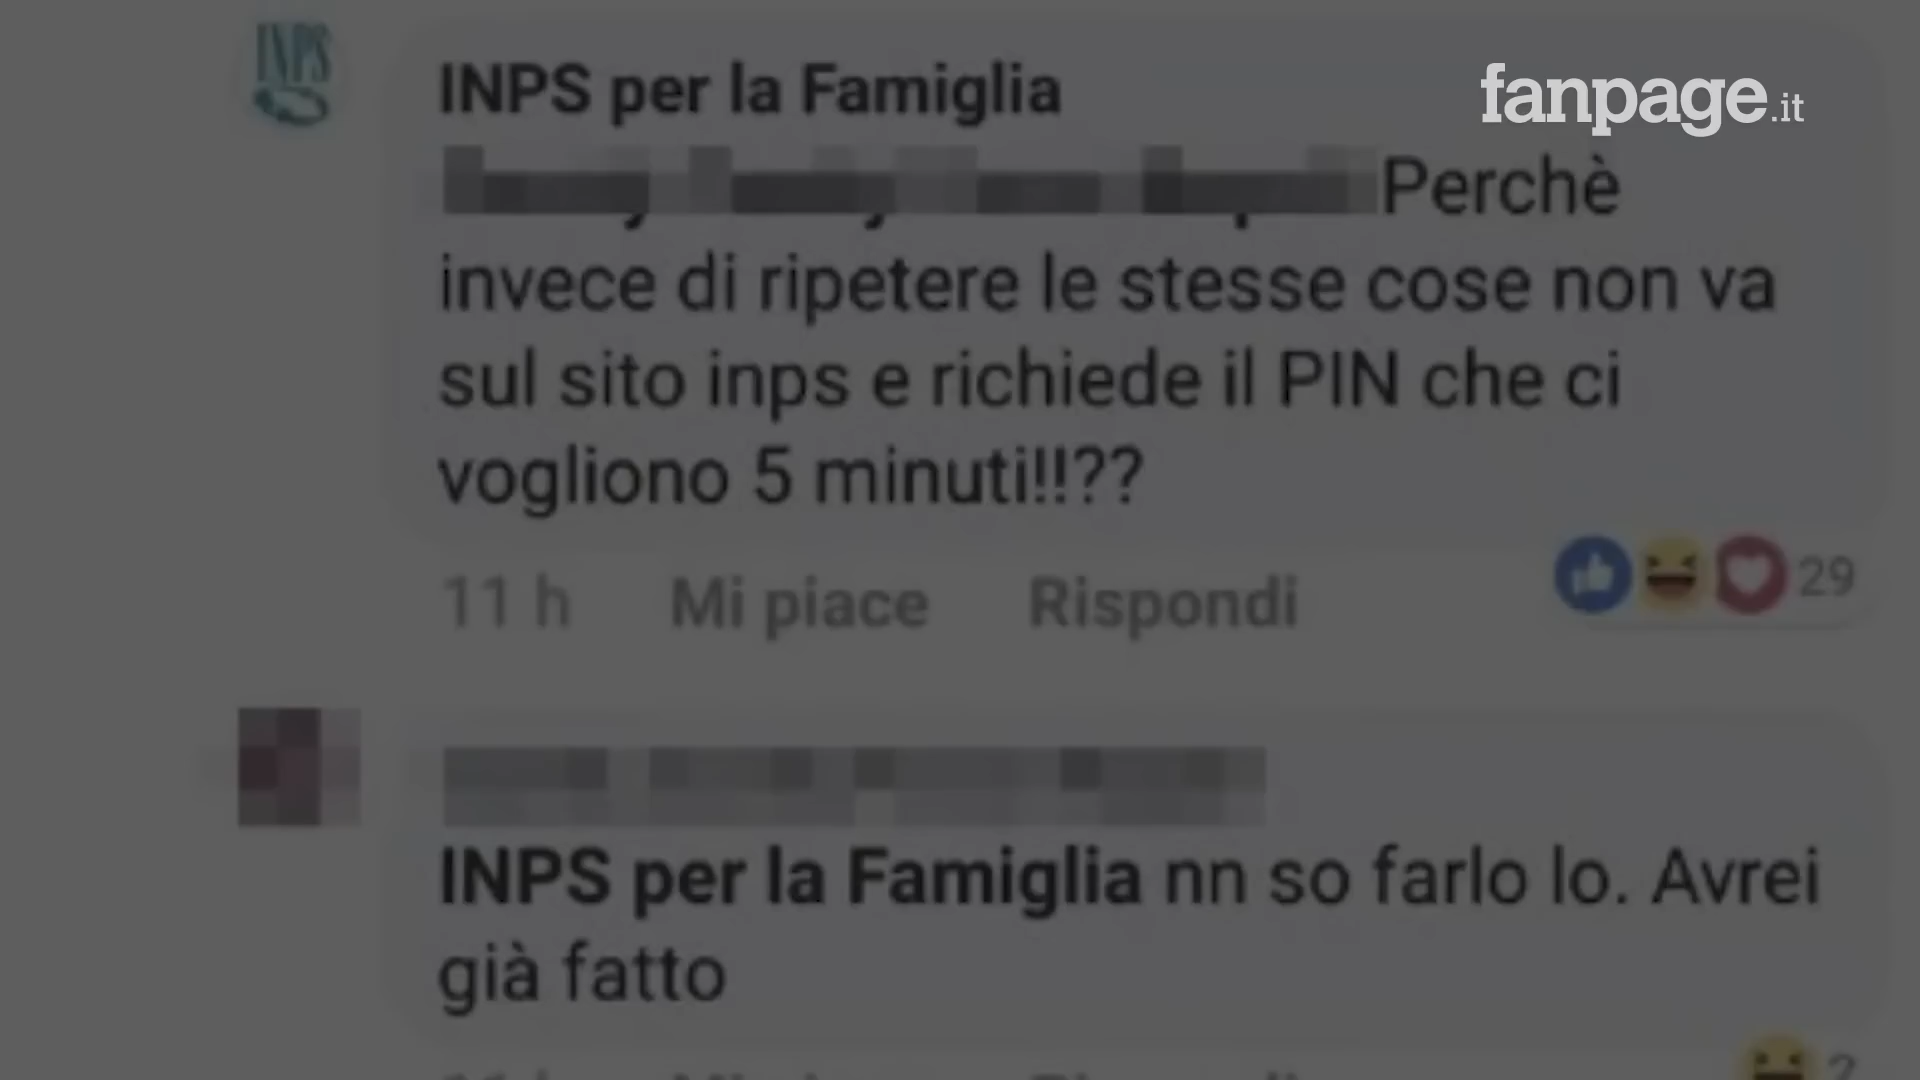 INPS
INPS per la Famiglia
fanpage.it
Perchè
invece di ripetere le stesse cose non va
sul sito inps e richiede il PIN che ci
vogliono 5 minuti!!??
11 h Mi piace Rispondi 29
INPS per la Famiglia nn so farlo lo. Avrei
già fatto